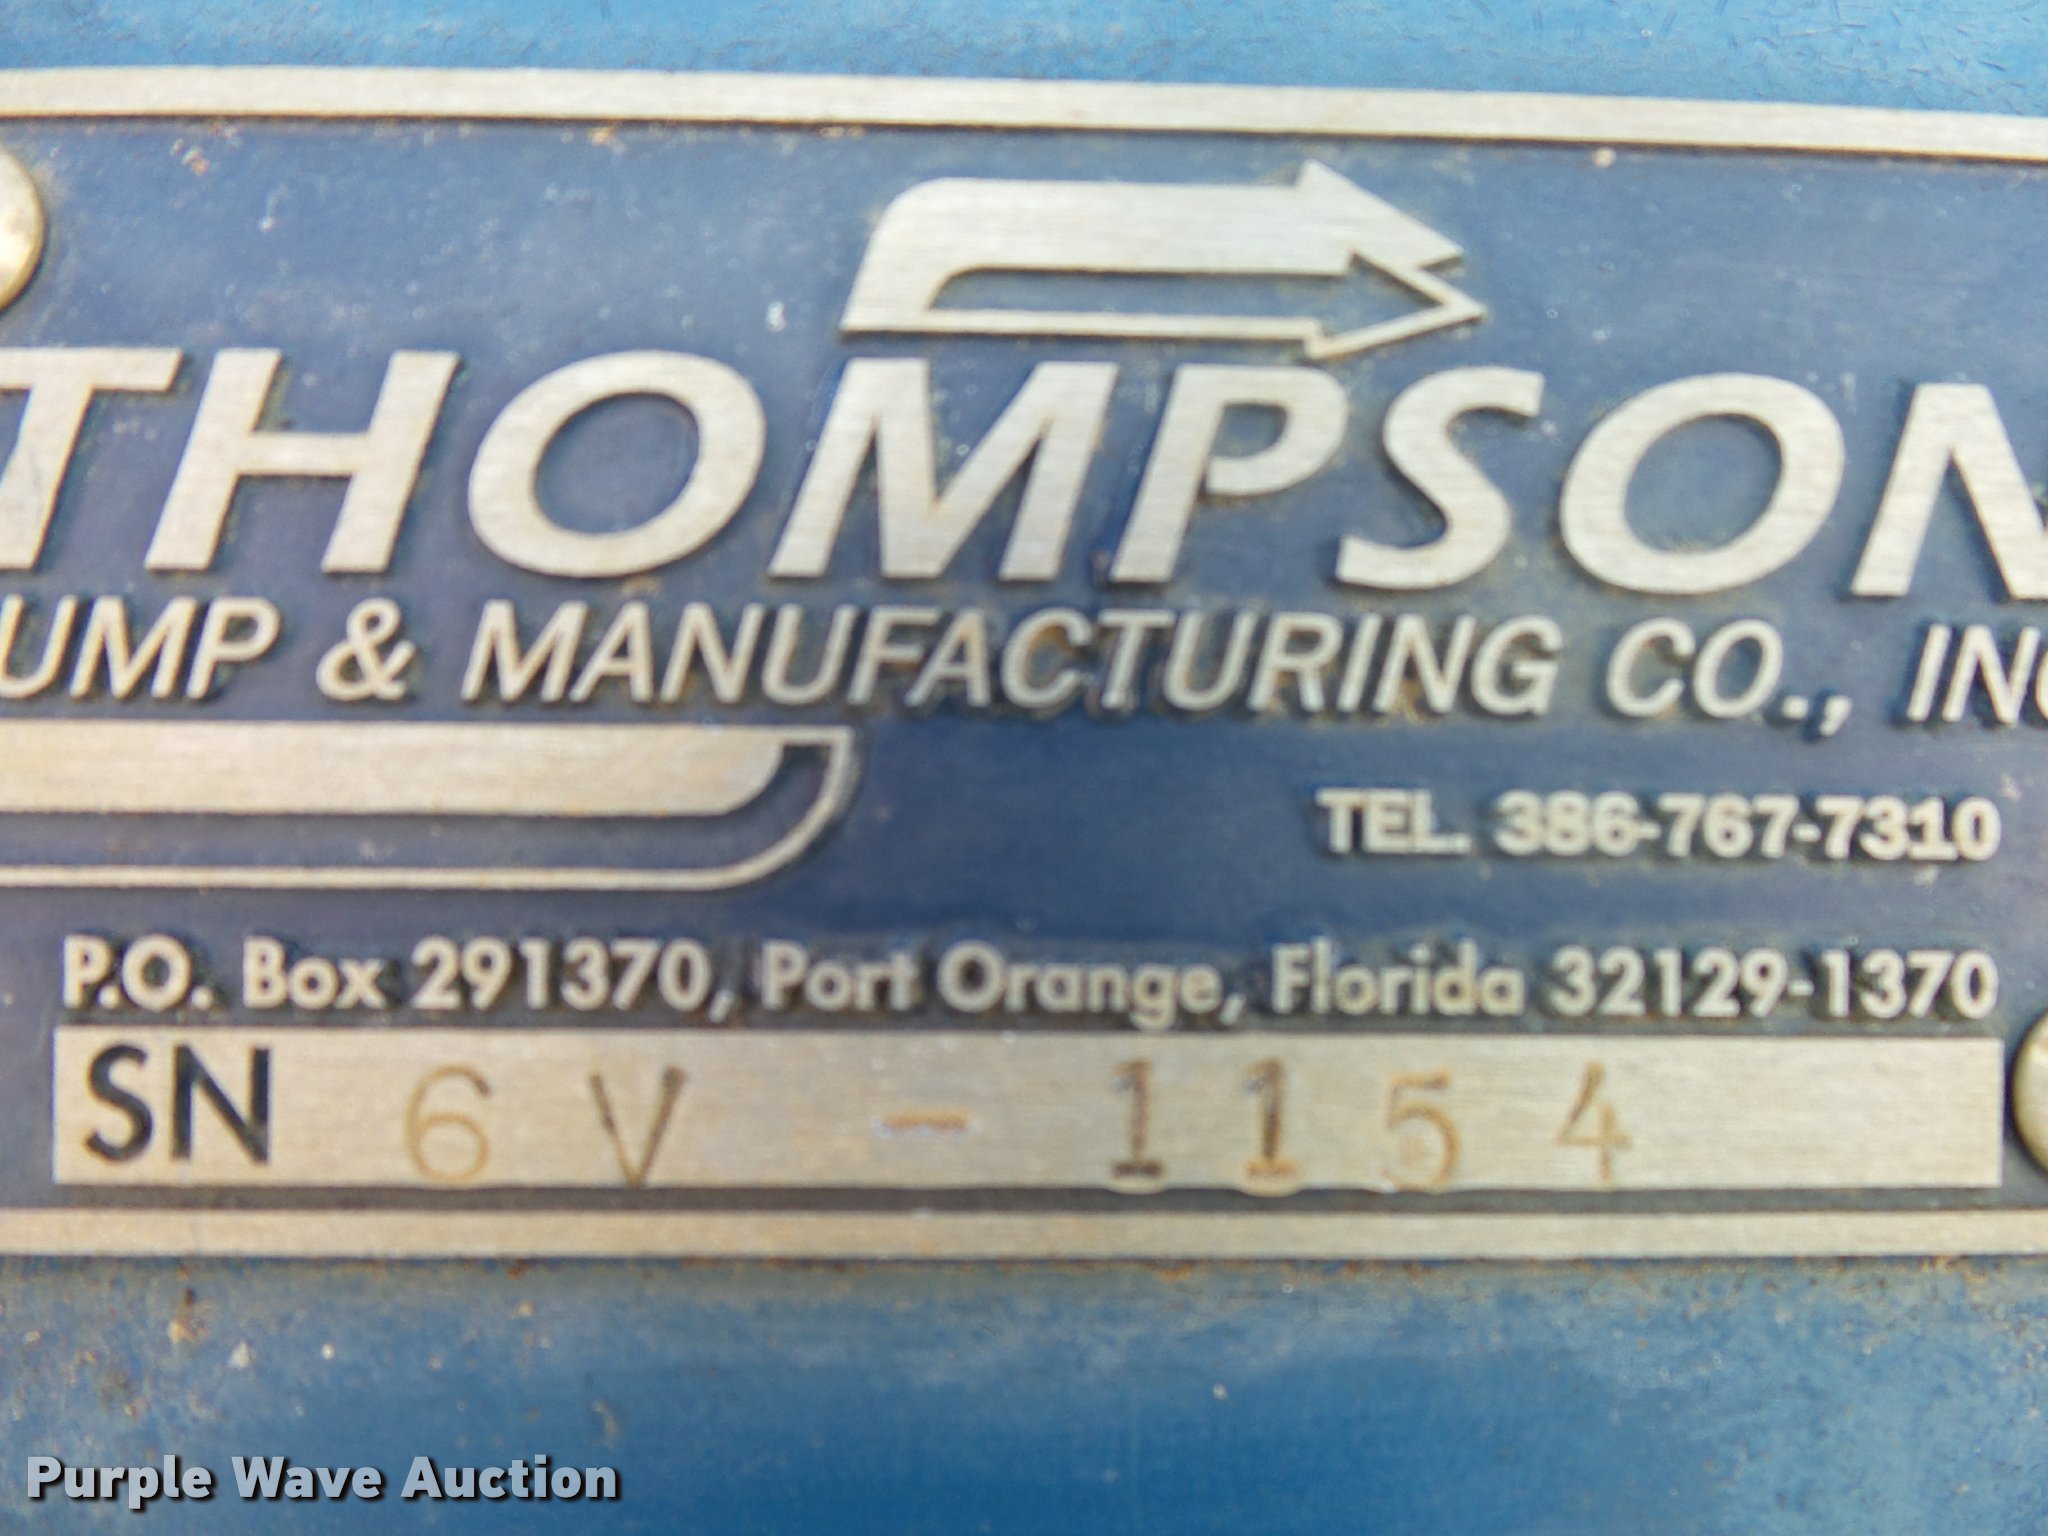 THOMPSON
UMP & MANUFACTURING CO., INC
TEL. 386-767-7310
P.O. Box 291370, Port Orange, Florida 32129-1370
SN 6V-1154
Purple Wave Auction